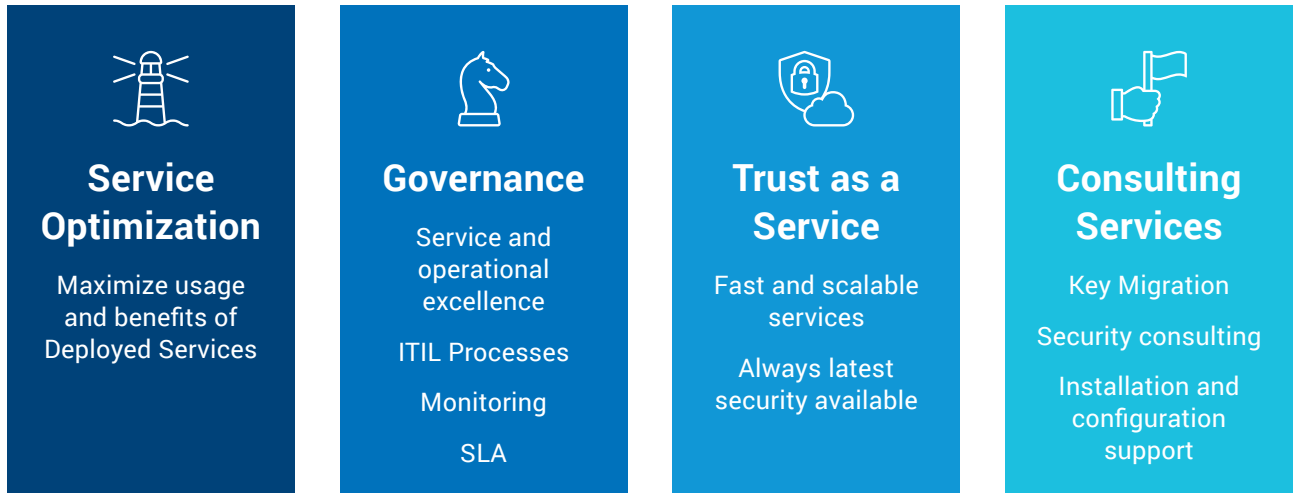 Service
Optimization
Maximize usage
and benefits of
Deployed Services
Governance
Service and
operational
excellence
ITIL Processes
Monitoring
SLA
Trust as a
Service
Fast and scalable
services
Always latest
security available
Consulting
Services
Key Migration
Security consulting
Installation and
configuration
support